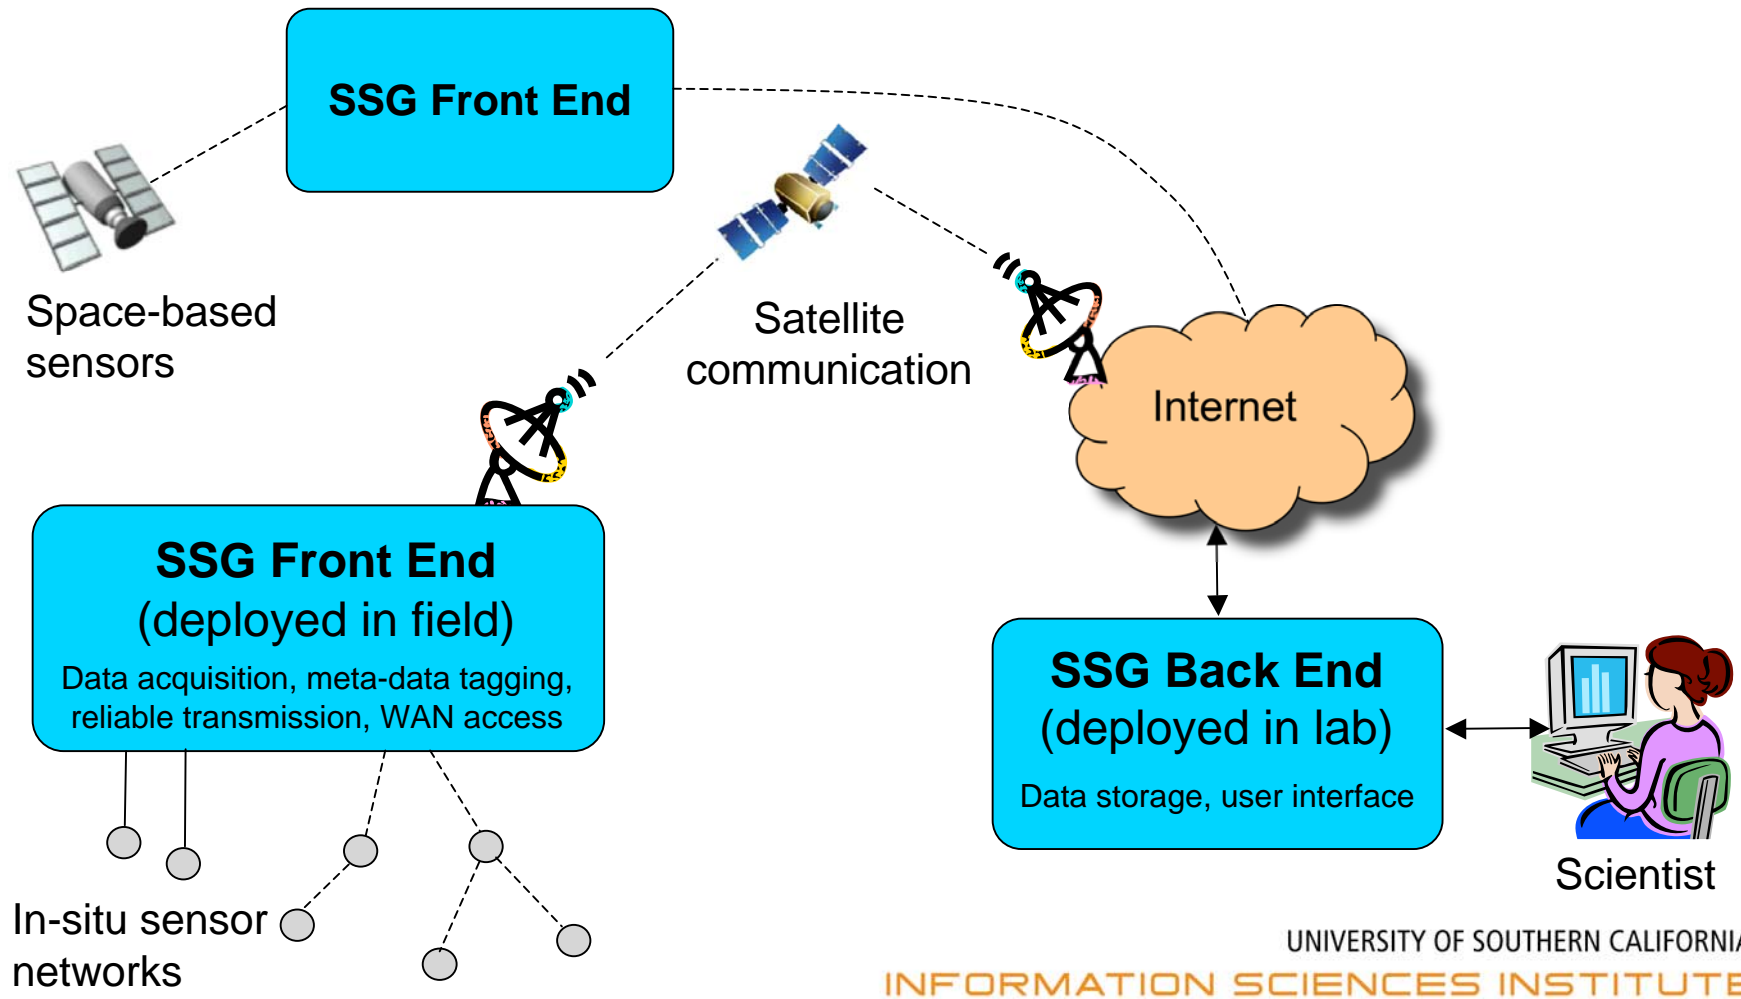 SSG Front End
Space-based
sensors
Satellite
communication
Internet
SSG Front End
(deployed in field)
Data acquisition, meta-data tagging,
reliable transmission, WAN access
SSG Back End
(deployed in lab)
Data storage, user interface
Scientist
In-situ sensor
networks
UNIVERSITY OF SOUTHERN CALIFORNIA
INFORMATION SCIENCES INSTITUTE